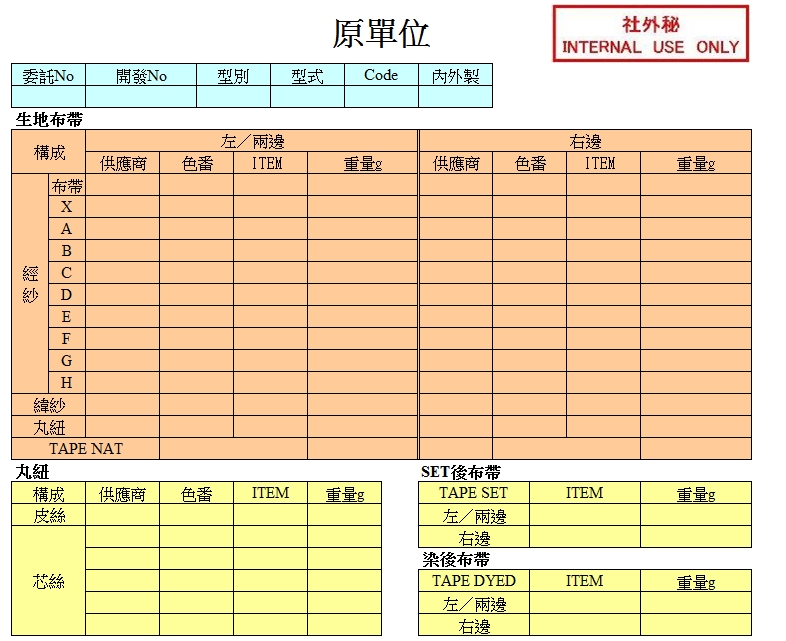 原單位
社外秘
INTERNAL USE ONLY
委託No 開發No 型別 型式 Code 內外製
生地布帶
構成 左／兩邊 右邊
供應商 色番 ITEM 重量g 供應商 色番 ITEM 重量g
經紗
布帶
X
A
B
C
D
E
F
G
H
緯紗
丸紐
TAPE NAT
丸紐
構成 供應商 色番 ITEM 重量g
皮絲
芯絲
SET後布帶
TAPE SET ITEM 重量g
左／兩邊
右邊
染後布帶
TAPE DYED ITEM 重量g
左／兩邊
右邊